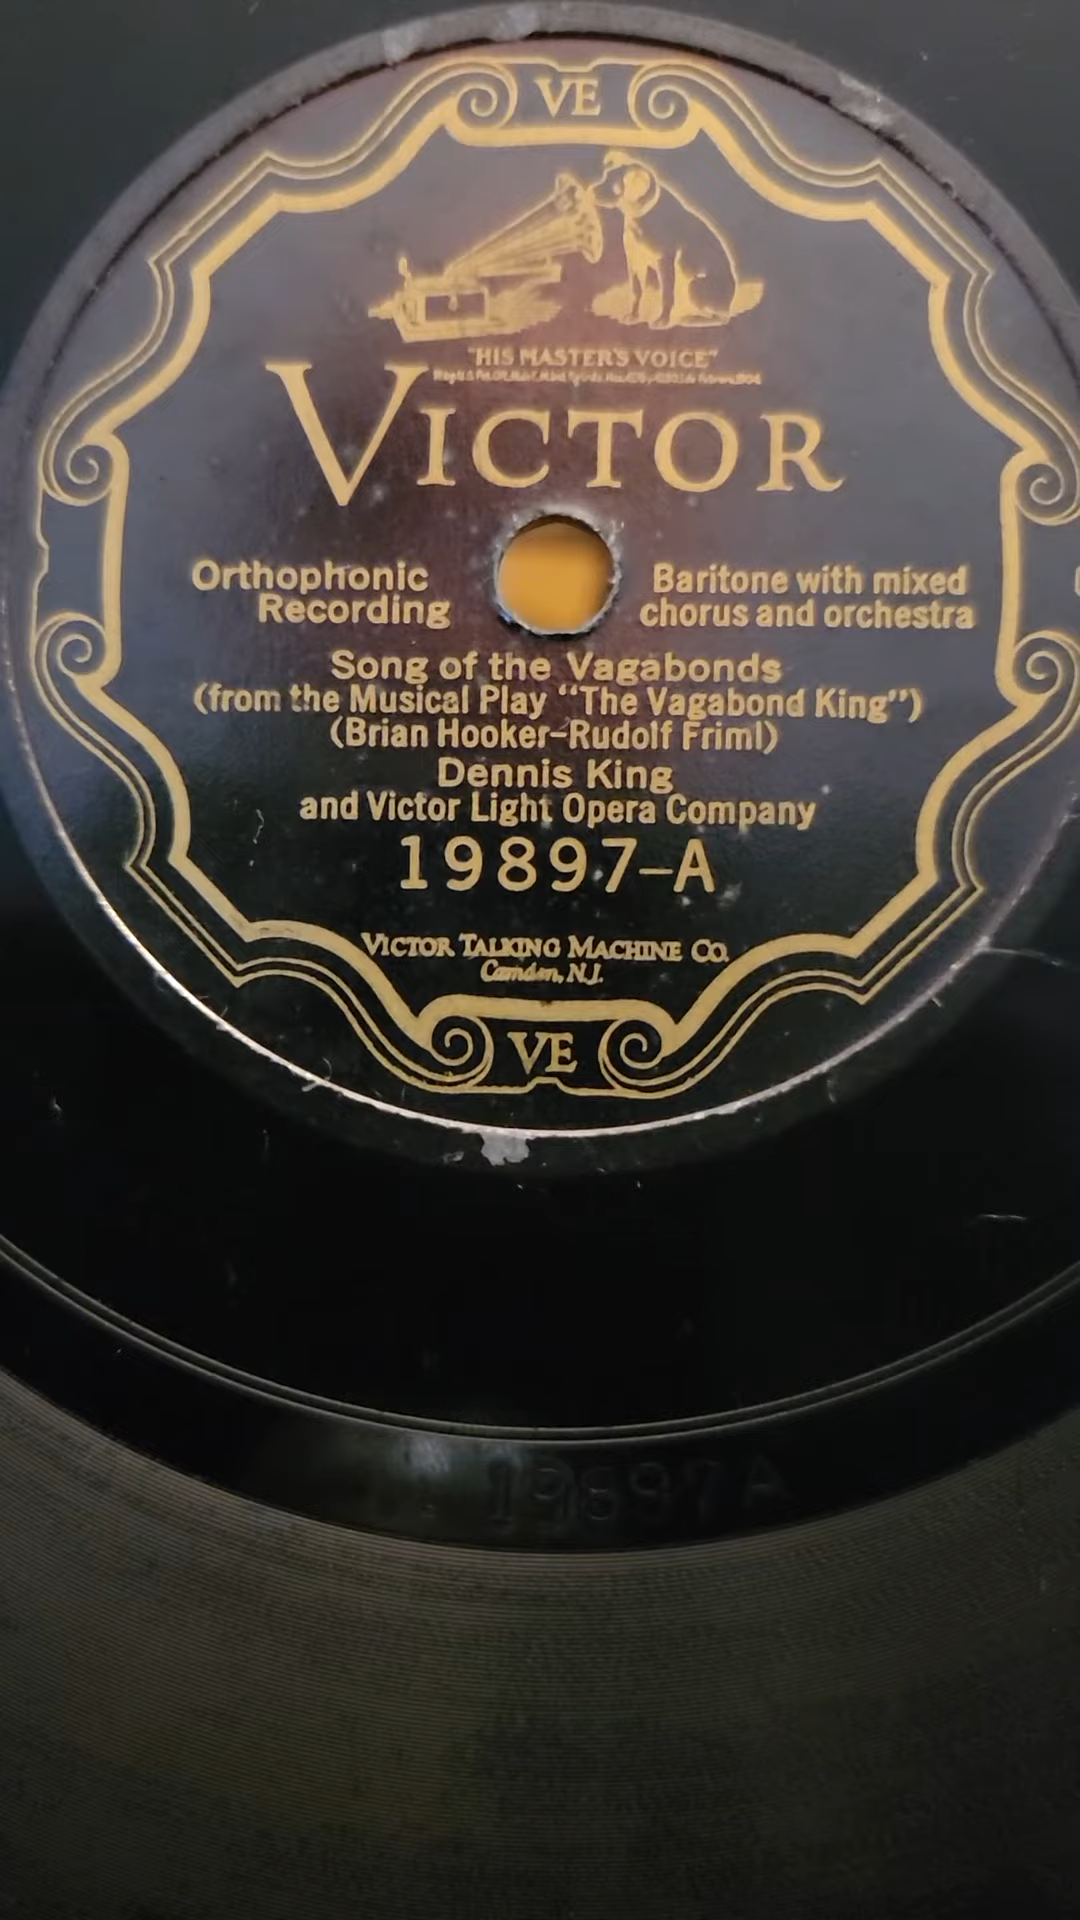 VE
"HIS MASTER'S VOICE"
VICTOR
Orthophonic
Recording
Baritone with mixed
chorus and orchestra
Song of the Vagabonds
(from the Musical Play "The Vagabond King")
(Brian Hooker-Rudolf Friml)
Dennis King
and Victor Light Opera Company
19897-A
VICTOR TALKING MACHINE CO.
Camden, N.J.
VE
19897 A